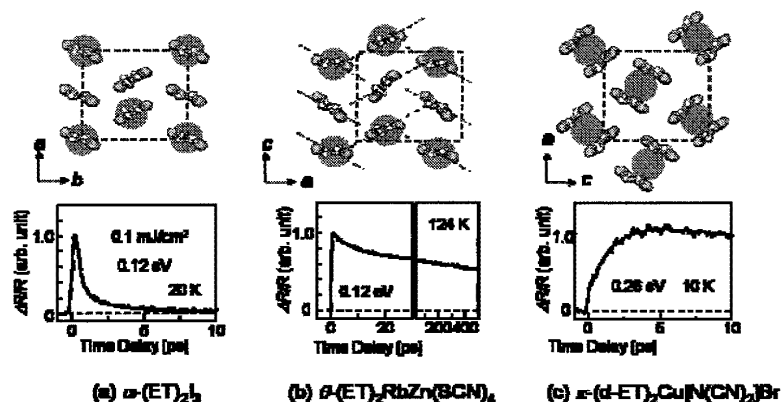 a
b
c
a
a
c
ΔR/R (arb. unit)
1.0
0.1 mJ/cm²
0.12 eV
20 K
0
0 5 10
Time Delay [ps]
ΔR/R (arb. unit)
1.0
124 K
0.12 eV
0
0 20 200 400
Time Delay [ps]
ΔR/R (arb. unit)
1.0
0.26 eV 10 K
0
0 5 10
Time Delay [ps]
(a) α-(ET)₂I₃
(b) θ-(ET)₂RbZn(SCN)₄
(c) κ-(d-ET)₂Cu[N(CN)₂]Br